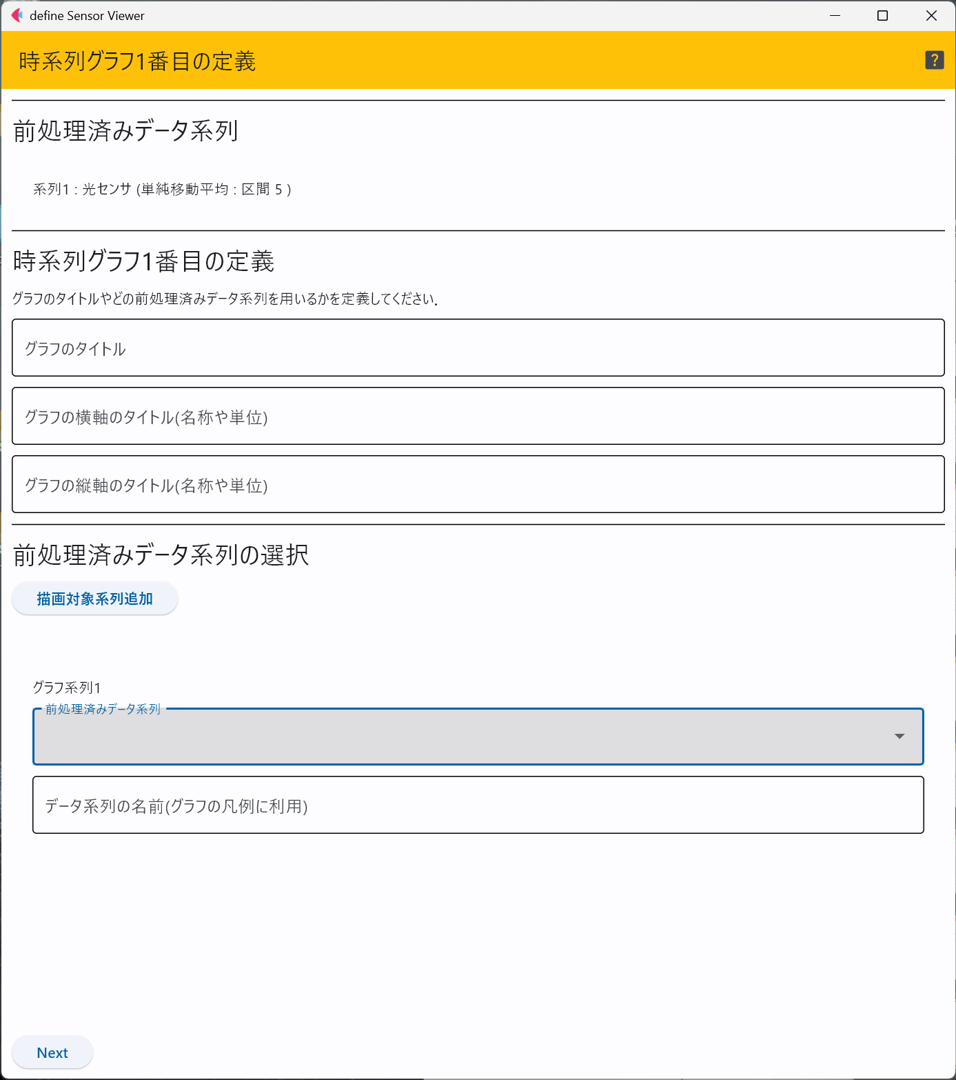 define Sensor Viewer
時系列グラフ1番目の定義
?
前処理済みデータ系列
系列1 : 光センサ (単純移動平均 : 区間 5 )
時系列グラフ1番目の定義
グラフのタイトルやどの前処理済みデータ系列を用いるかを定義してください.
グラフのタイトル
グラフの横軸のタイトル(名称や単位)
グラフの縦軸のタイトル(名称や単位)
前処理済みデータ系列の選択
描画対象系列追加
グラフ系列1
前処理済みデータ系列
データ系列の名前(グラフの凡例に利用)
Next